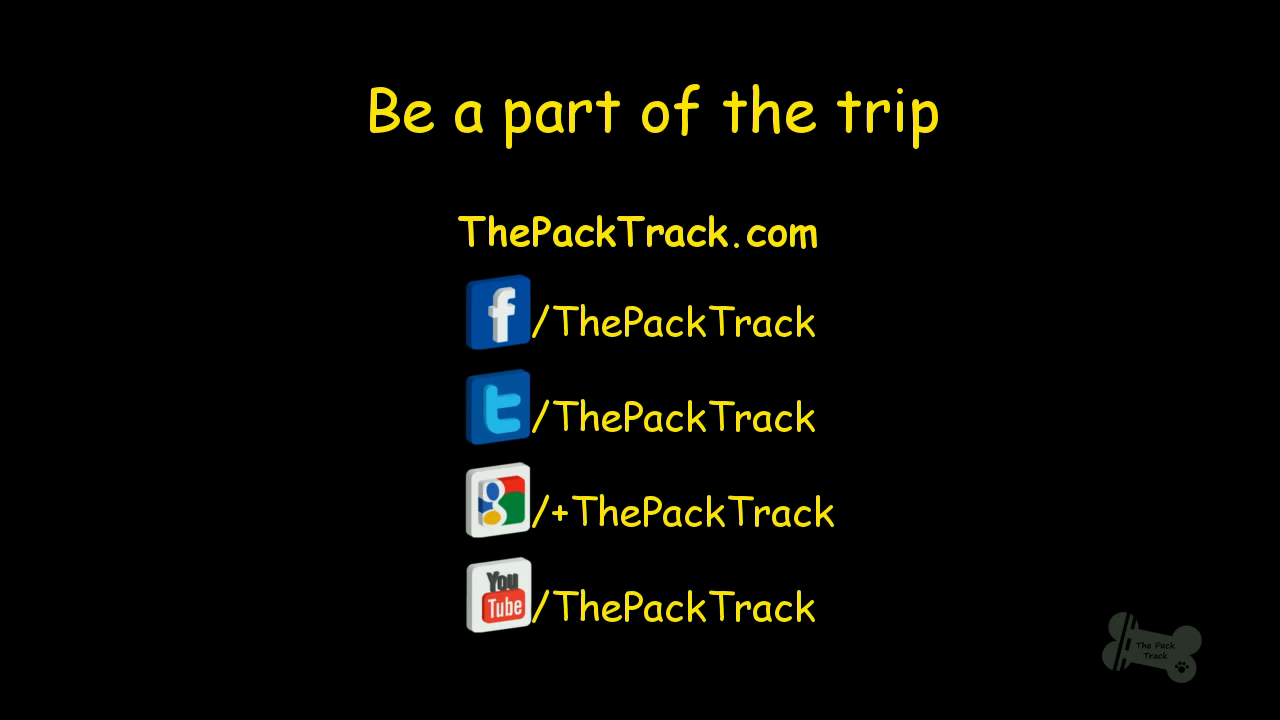 Be a part of the trip
ThePackTrack.com
f/ThePackTrack
t/ThePackTrack
g/+ThePackTrack
You
Tube/ThePackTrack
The Pack
Track